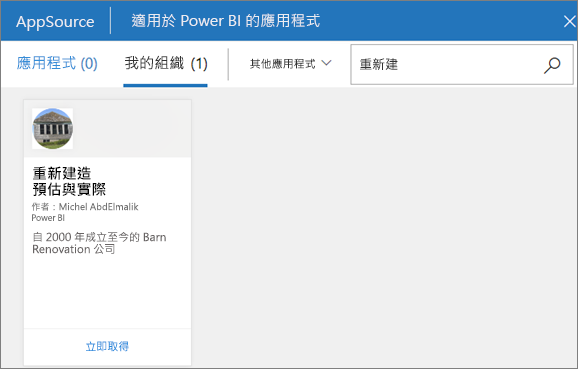 AppSource 適用於 Power BI 的應用程式
應用程式 (0) 我的組織 (1) 其他應用程式 重新建
重新建造
預估與實際
作者：Michel AbdElmalik
Power BI
自 2000 年成立至今的 Barn
Renovation 公司
立即取得